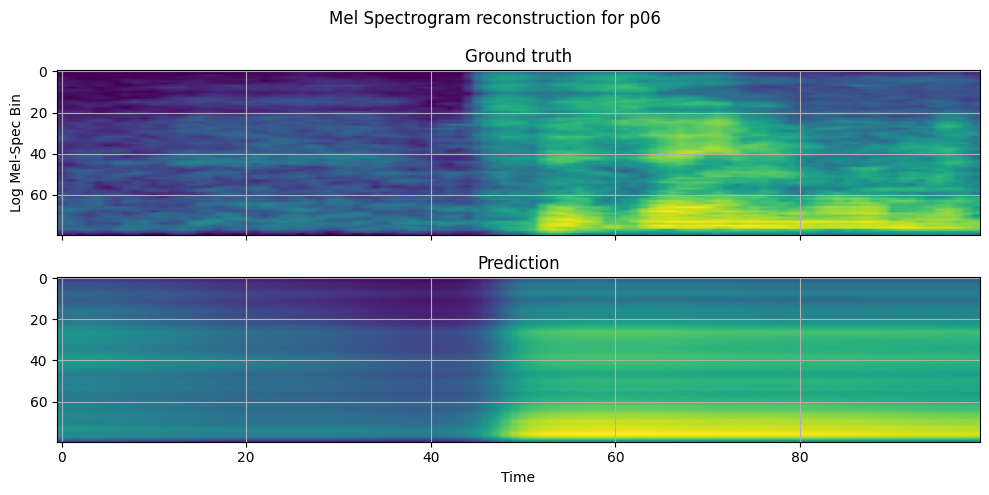 Mel Spectrogram reconstruction for p06
Ground truth
0
20
40
60
Log Mel-Spec Bin
Prediction
0
20
40
60
0 20 40 60 80
Time